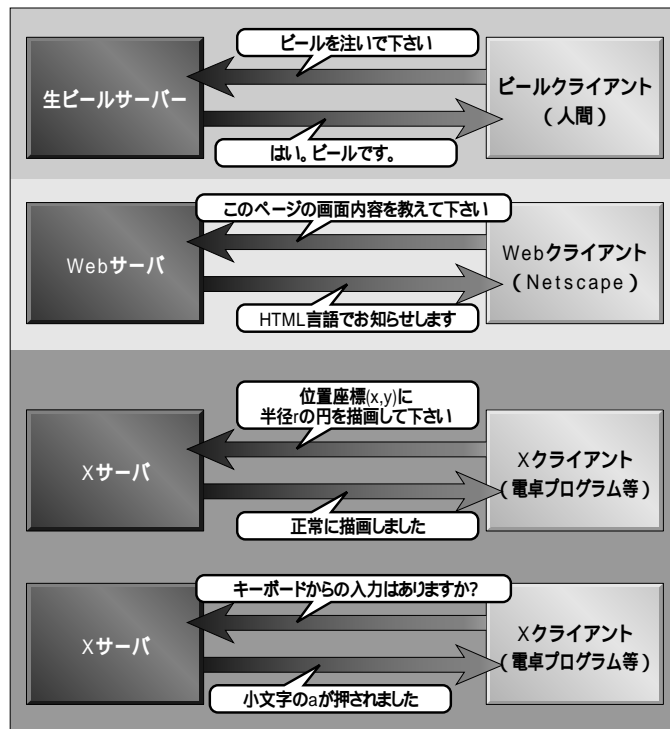 ビールを注いで下さい
生ビールサーバー
ビールクライアント
(人間)
はい。ビールです。
このページの画面内容を教えて下さい
Webサーバ
Webクライアント
(Netscape)
HTML言語でお知らせします
位置座標(x,y)に
半径rの円を描画して下さい
Xサーバ
Xクライアント
(電卓プログラム等)
正常に描画しました
キーボードからの入力はありますか?
Xサーバ
Xクライアント
(電卓プログラム等)
小文字のaが押されました